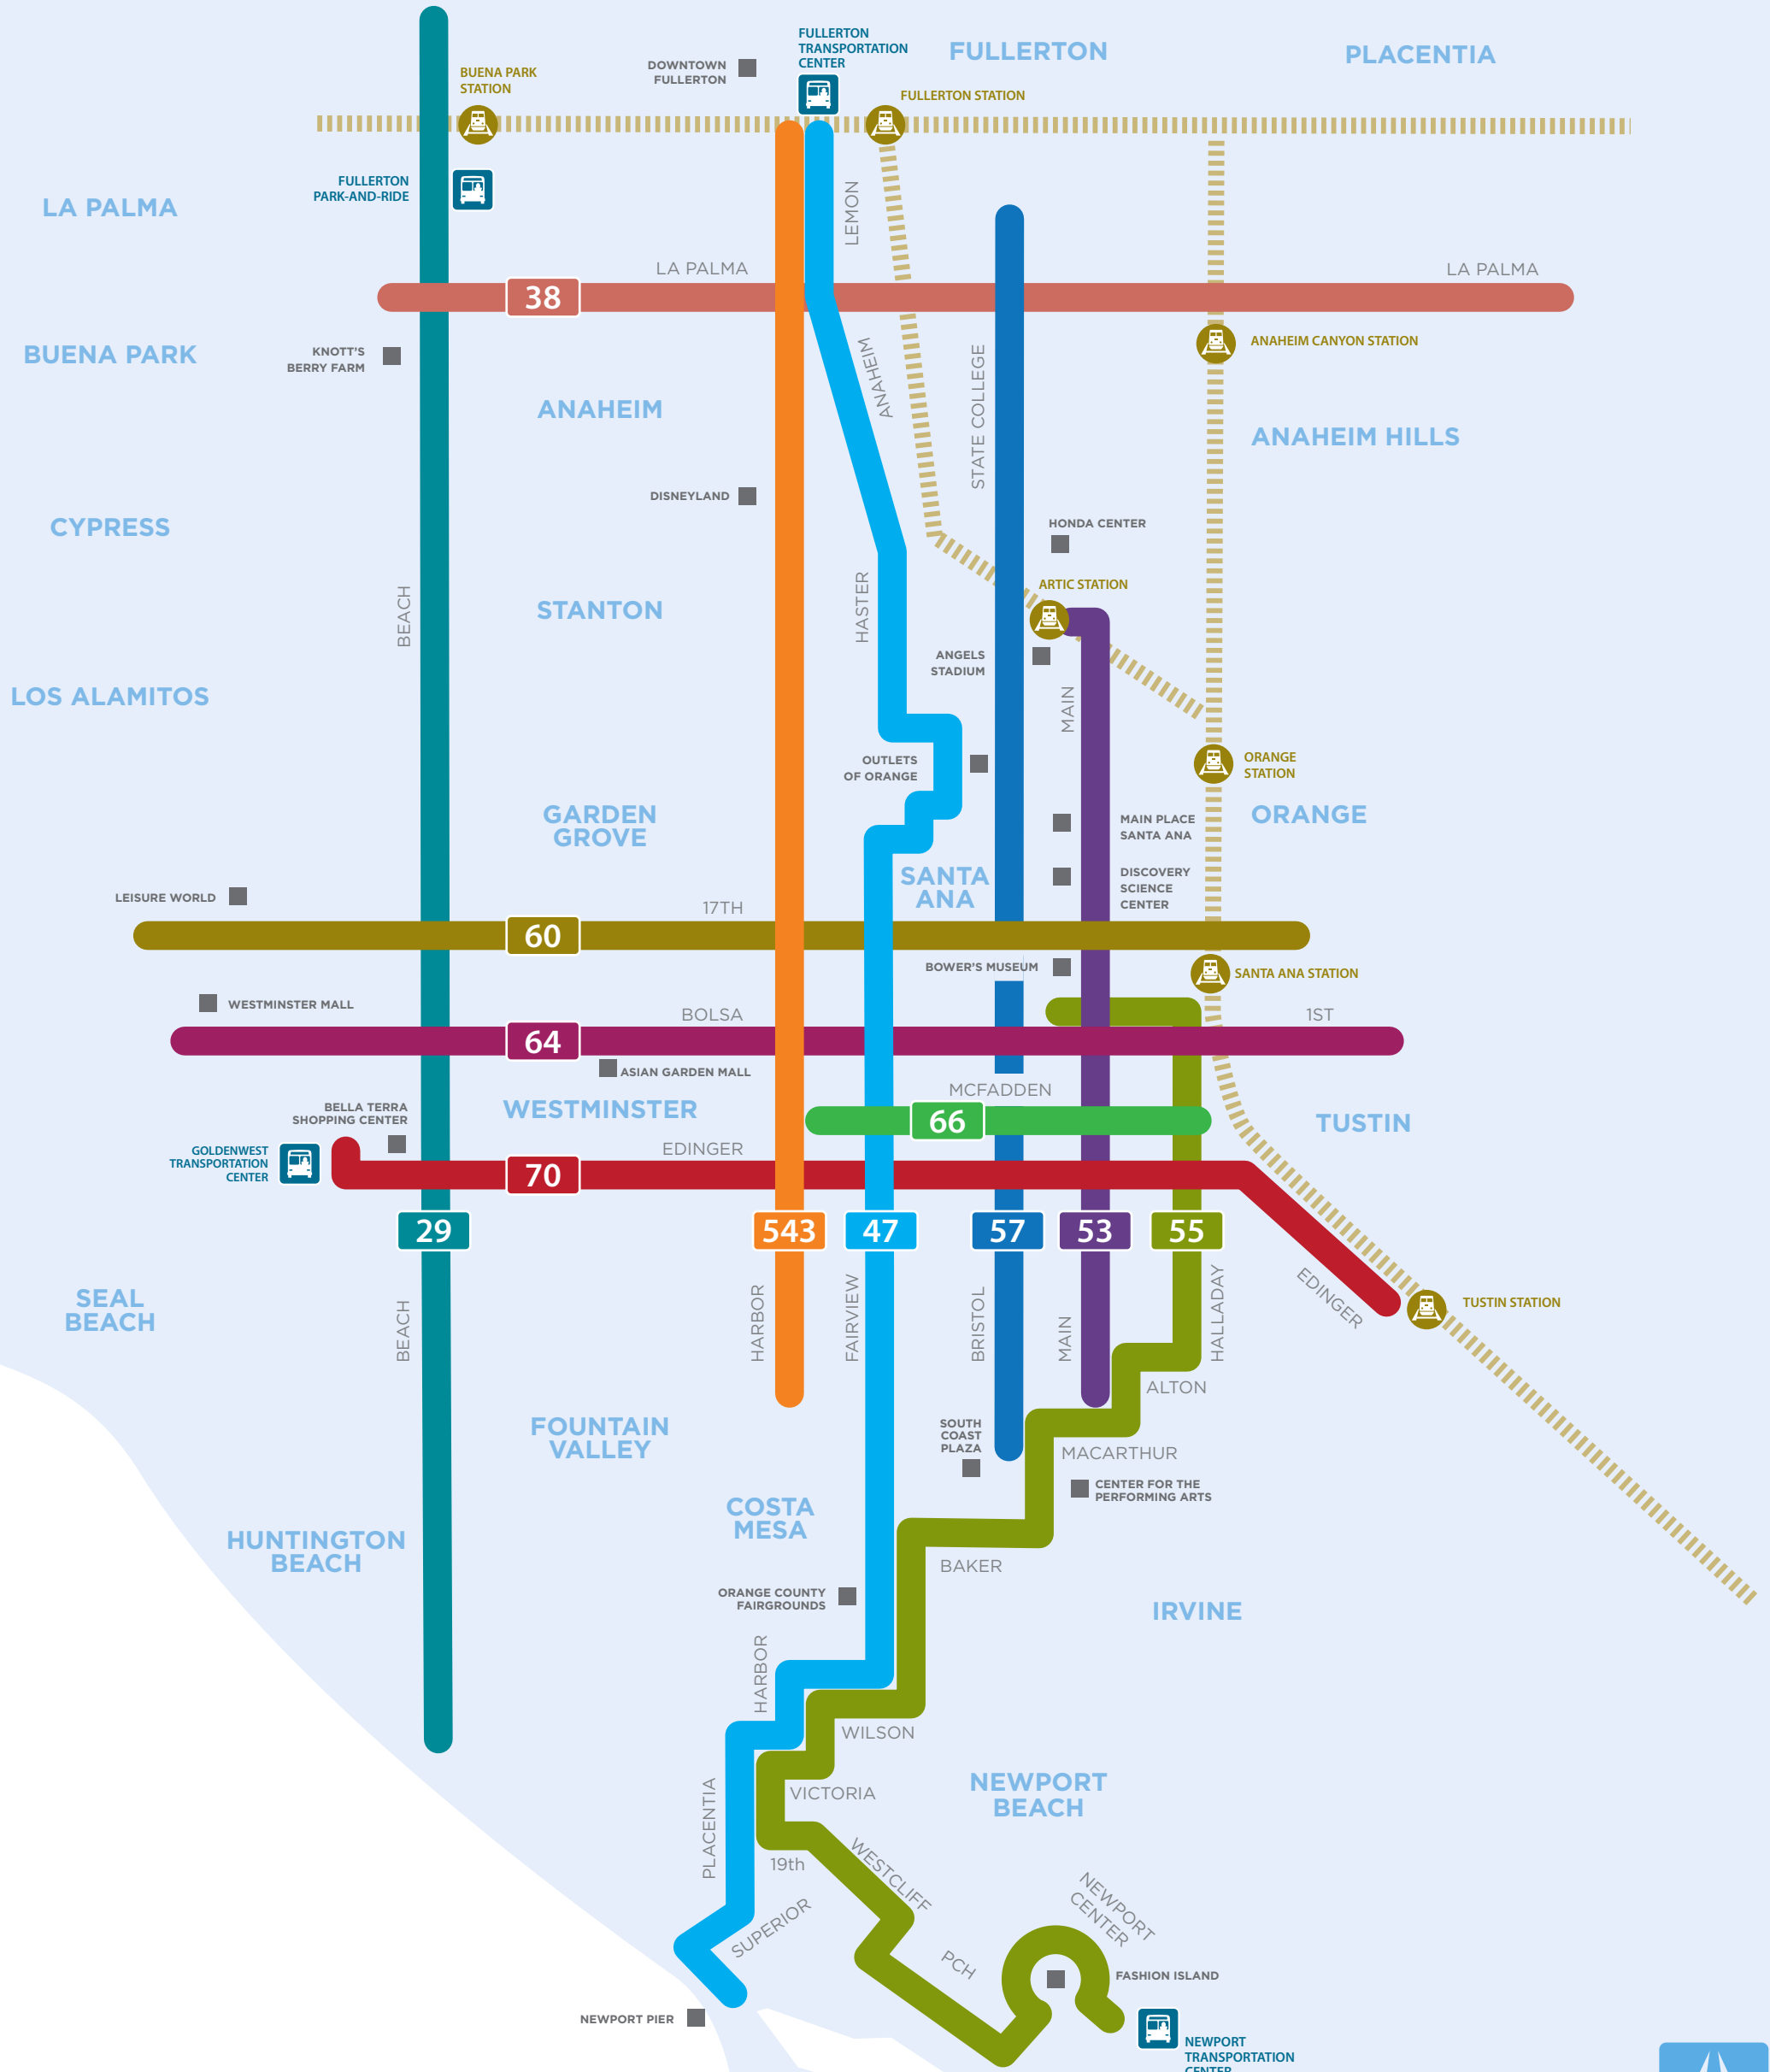 FULLERTON
TRANSPORTATION
CENTER
FULLERTON
PLACENTIA
DOWNTOWN
FULLERTON
BUENA PARK
STATION
FULLERTON STATION
FULLERTON
PARK-AND-RIDE
LA PALMA
LEMON
LA PALMA
LA PALMA
38
ANAHEIM CANYON STATION
BUENA PARK
KNOTT'S
BERRY FARM
ANAHEIM
STATE COLLEGE
ANAHEIM
ANAHEIM HILLS
DISNEYLAND
CYPRESS
HONDA CENTER
ARTIC STATION
BEACH
STANTON
HASTER
ANGELS
STADIUM
LOS ALAMITOS
MAIN
OUTLETS
OF ORANGE
ORANGE
STATION
GARDEN
GROVE
MAIN PLACE
SANTA ANA
ORANGE
SANTA
ANA
DISCOVERY
SCIENCE
CENTER
LEISURE WORLD
17TH
60
BOWER'S MUSEUM
SANTA ANA STATION
WESTMINSTER MALL
BOLSA
1ST
64
ASIAN GARDEN MALL
MCFADDEN
BELLA TERRA
SHOPPING CENTER
WESTMINSTER
66
TUSTIN
GOLDENWEST
TRANSPORTATION
CENTER
EDINGER
70
29
543
47
57
53
55
SEAL
BEACH
BEACH
HARBOR
FAIRVIEW
BRISTOL
MAIN
HALLADAY
EDINGER
TUSTIN STATION
ALTON
FOUNTAIN
VALLEY
SOUTH
COAST
PLAZA
MACARTHUR
CENTER FOR THE
PERFORMING ARTS
COSTA
MESA
HUNTINGTON
BEACH
BAKER
ORANGE COUNTY
FAIRGROUNDS
IRVINE
HARBOR
WILSON
NEWPORT
BEACH
VICTORIA
PLACENTIA
19th
WESTCLIFF
SUPERIOR
NEWPORT
CENTER
PCH
FASHION ISLAND
NEWPORT PIER
NEWPORT
TRANSPORTATION
CENTER